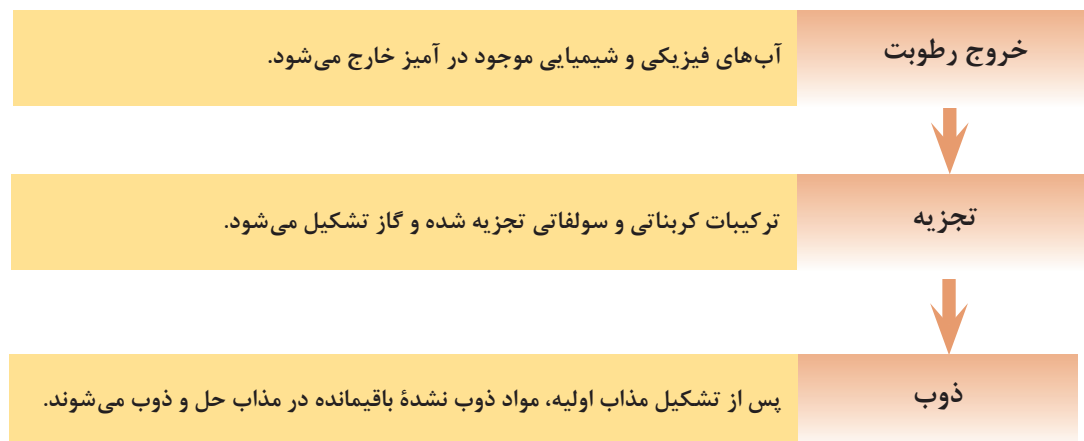 خروج رطوبت
آب‌های فیزیکی و شیمیایی موجود در آمیز خارج می‌شود.
تجزیه
ترکیبات کربناتی و سولفاتی تجزیه شده و گاز تشکیل می‌شود.
ذوب
پس از تشکیل مذاب اولیه، مواد ذوب نشدهٔ باقیمانده در مذاب حل و ذوب می‌شوند.